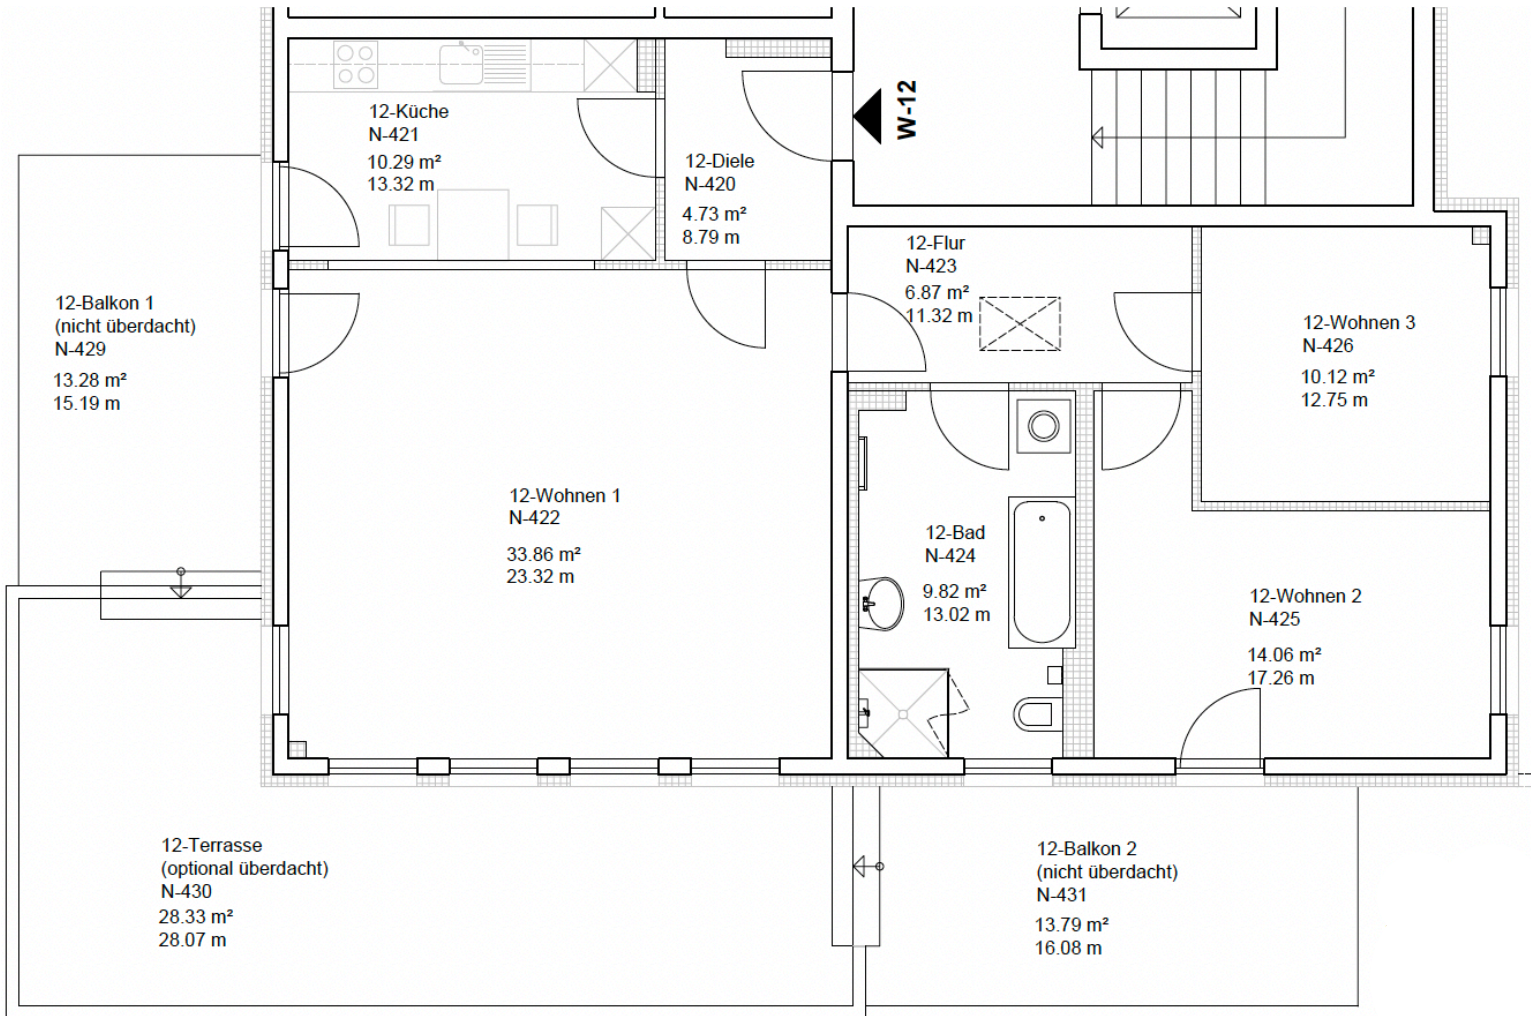 12-Küche
N-421
10.29 m²
13.32 m
W-12
12-Diele
N-420
4.73 m²
8.79 m
12-Flur
N-423
6.87 m²
11.32 m
12-Balkon 1
(nicht überdacht)
N-429
13.28 m²
15.19 m
12-Wohnen 3
N-426
10.12 m²
12.75 m
12-Wohnen 1
N-422
33.86 m²
23.32 m
12-Bad
N-424
9.82 m²
13.02 m
12-Wohnen 2
N-425
14.06 m²
17.26 m
12-Terrasse
(optional überdacht)
N-430
28.33 m²
28.07 m
12-Balkon 2
(nicht überdacht)
N-431
13.79 m²
16.08 m